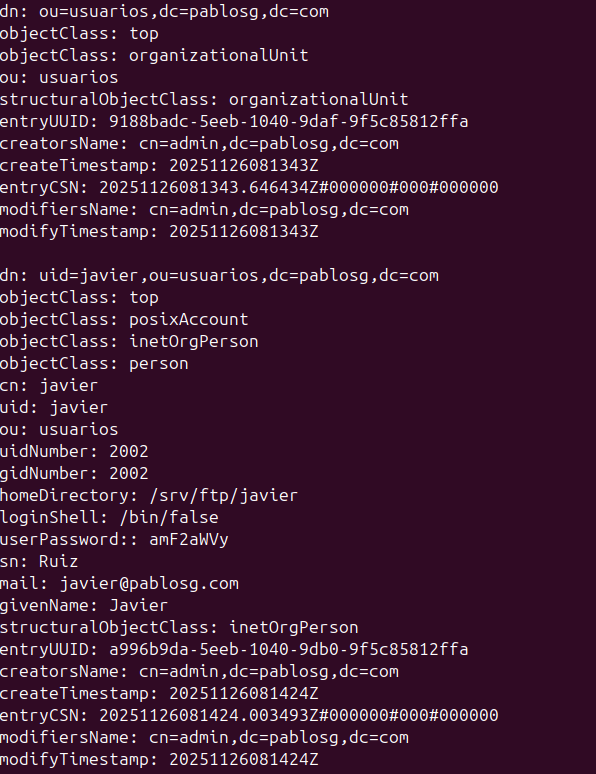 dn: ou=usuarios,dc=pablosg,dc=com
objectClass: top
objectClass: organizationalUnit
ou: usuarios
structuralObjectClass: organizationalUnit
entryUUID: 9188badc-5eeb-1040-9daf-9f5c85812ffa
creatorsName: cn=admin,dc=pablosg,dc=com
createTimestamp: 20251126081343Z
entryCSN: 20251126081343.646434Z#000000#000#000000
modifiersName: cn=admin,dc=pablosg,dc=com
modifyTimestamp: 20251126081343Z

dn: uid=javier,ou=usuarios,dc=pablosg,dc=com
objectClass: top
objectClass: posixAccount
objectClass: inetOrgPerson
objectClass: person
cn: javier
uid: javier
ou: usuarios
uidNumber: 2002
gidNumber: 2002
homeDirectory: /srv/ftp/javier
loginShell: /bin/false
userPassword:: amF2aWVy
sn: Ruiz
mail: javier@pablosg.com
givenName: Javier
structuralObjectClass: inetOrgPerson
entryUUID: a996b9da-5eeb-1040-9db0-9f5c85812ffa
creatorsName: cn=admin,dc=pablosg,dc=com
createTimestamp: 20251126081424Z
entryCSN: 20251126081424.003493Z#000000#000#000000
modifiersName: cn=admin,dc=pablosg,dc=com
modifyTimestamp: 20251126081424Z